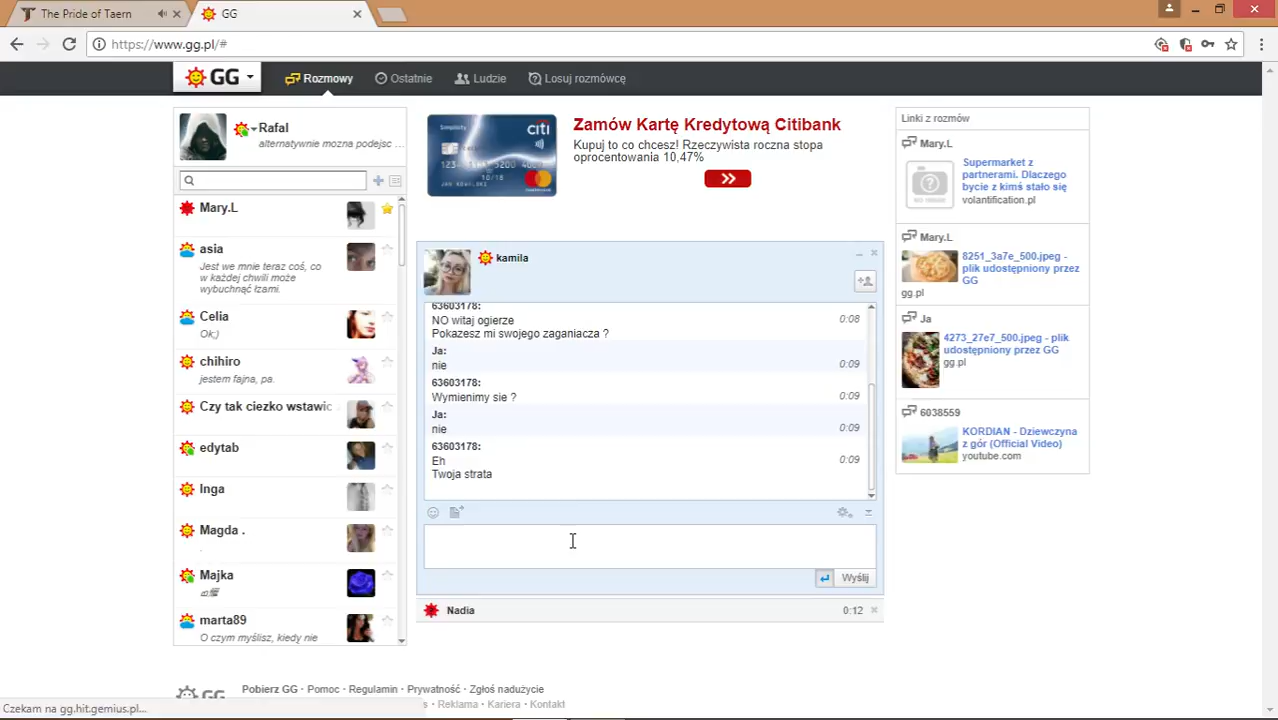 The Pride of Taern
GG
https://www.gg.pl/#
GG
Rozmowy
Ostatnie
Ludzie
Losuj rozmówcę
Rafal
alternatywnie mozna podejsc ...
Mary.L
asia
Jest we mnie teraz coś, co
w każdej chwili może
wybuchnąć łzami.
Celia
Ok;)
chihiro
jestem fajna, pa.
Czy tak ciezko wstawic
edytab
Inga
Magda .
.
Majka
marta89
O czym myślisz, kiedy nie
citi
Simplicity
Zamów Kartę Kredytową Citibank
Kupuj to co chcesz! Rzeczywista roczna stopa
oprocentowania 10,47%
kamila
63603178:
NO witaj ogierze
0:08
Pokazesz mi swojego zaganiacza ?
Ja:
nie
0:09
63603178:
Wymienimy sie ?
0:09
Ja:
nie
0:09
63603178:
Eh
0:09
Twoja strata
Wyślij
Nadia
0:12
Linki z rozmów
Mary.L
Supermarket z
partnerami. Dlaczego
bycie z kimś stało się
volantification.pl
Mary.L
8251_3a7e_500.jpeg -
plik udostępniony przez
GG
gg.pl
Ja
4273_27e7_500.jpeg - plik
udostępniony przez GG
gg.pl
6038559
KORDIAN - Dziewczyna
z gór (Official Video)
youtube.com
GG
Pobierz GG · Pomoc · Regulamin · Prywatność · Zgłoś nadużycie
s · Reklama · Kariera · Kontakt
Czekam na gg.hit.gemius.pl...